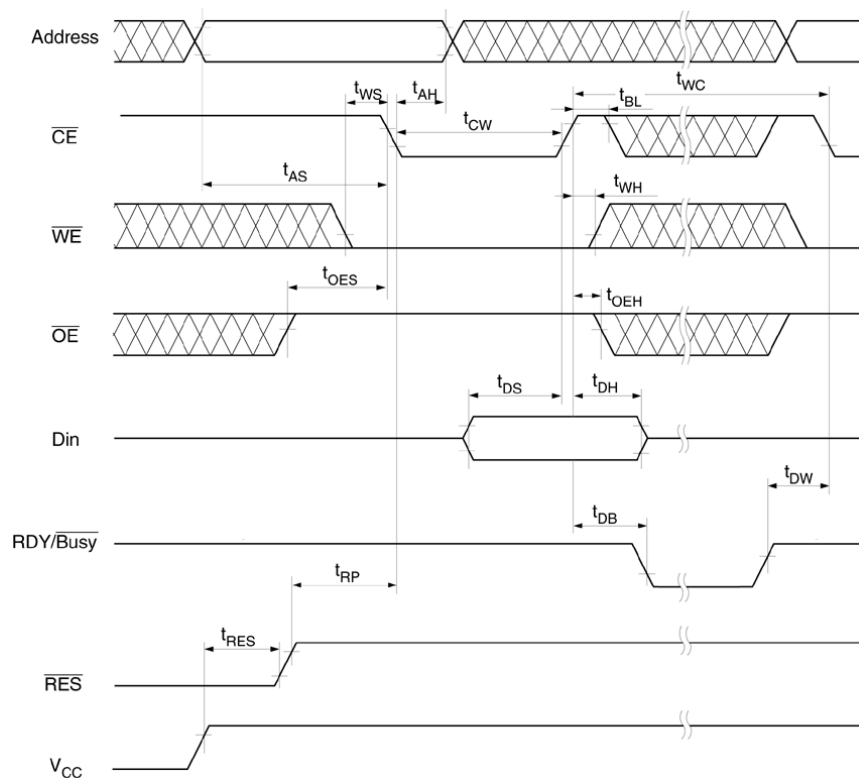 Address
tWS
tAH
tWC
tBL
CE
tCW
tAS
tWH
WE
tOES
tOEH
OE
tDS
tDH
Din
tDW
tDB
RDY/Busy
tRP
tRES
RES
VCC